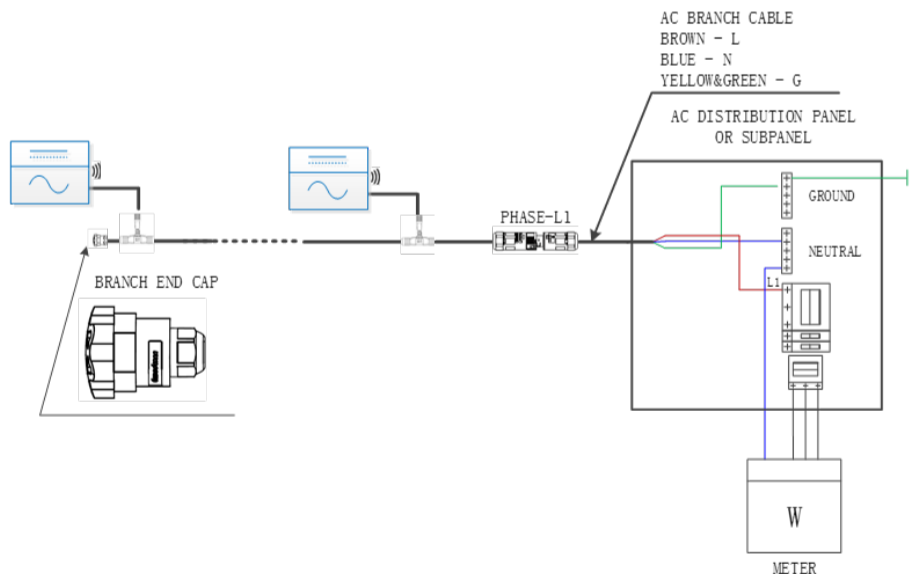 AC BRANCH CABLE
BROWN - L
BLUE - N
YELLOW&GREEN - G
AC DISTRIBUTION PANEL
OR SUBPANEL
PHASE-L1
GROUND
NEUTRAL
L1
BRANCH END CAP
W
METER